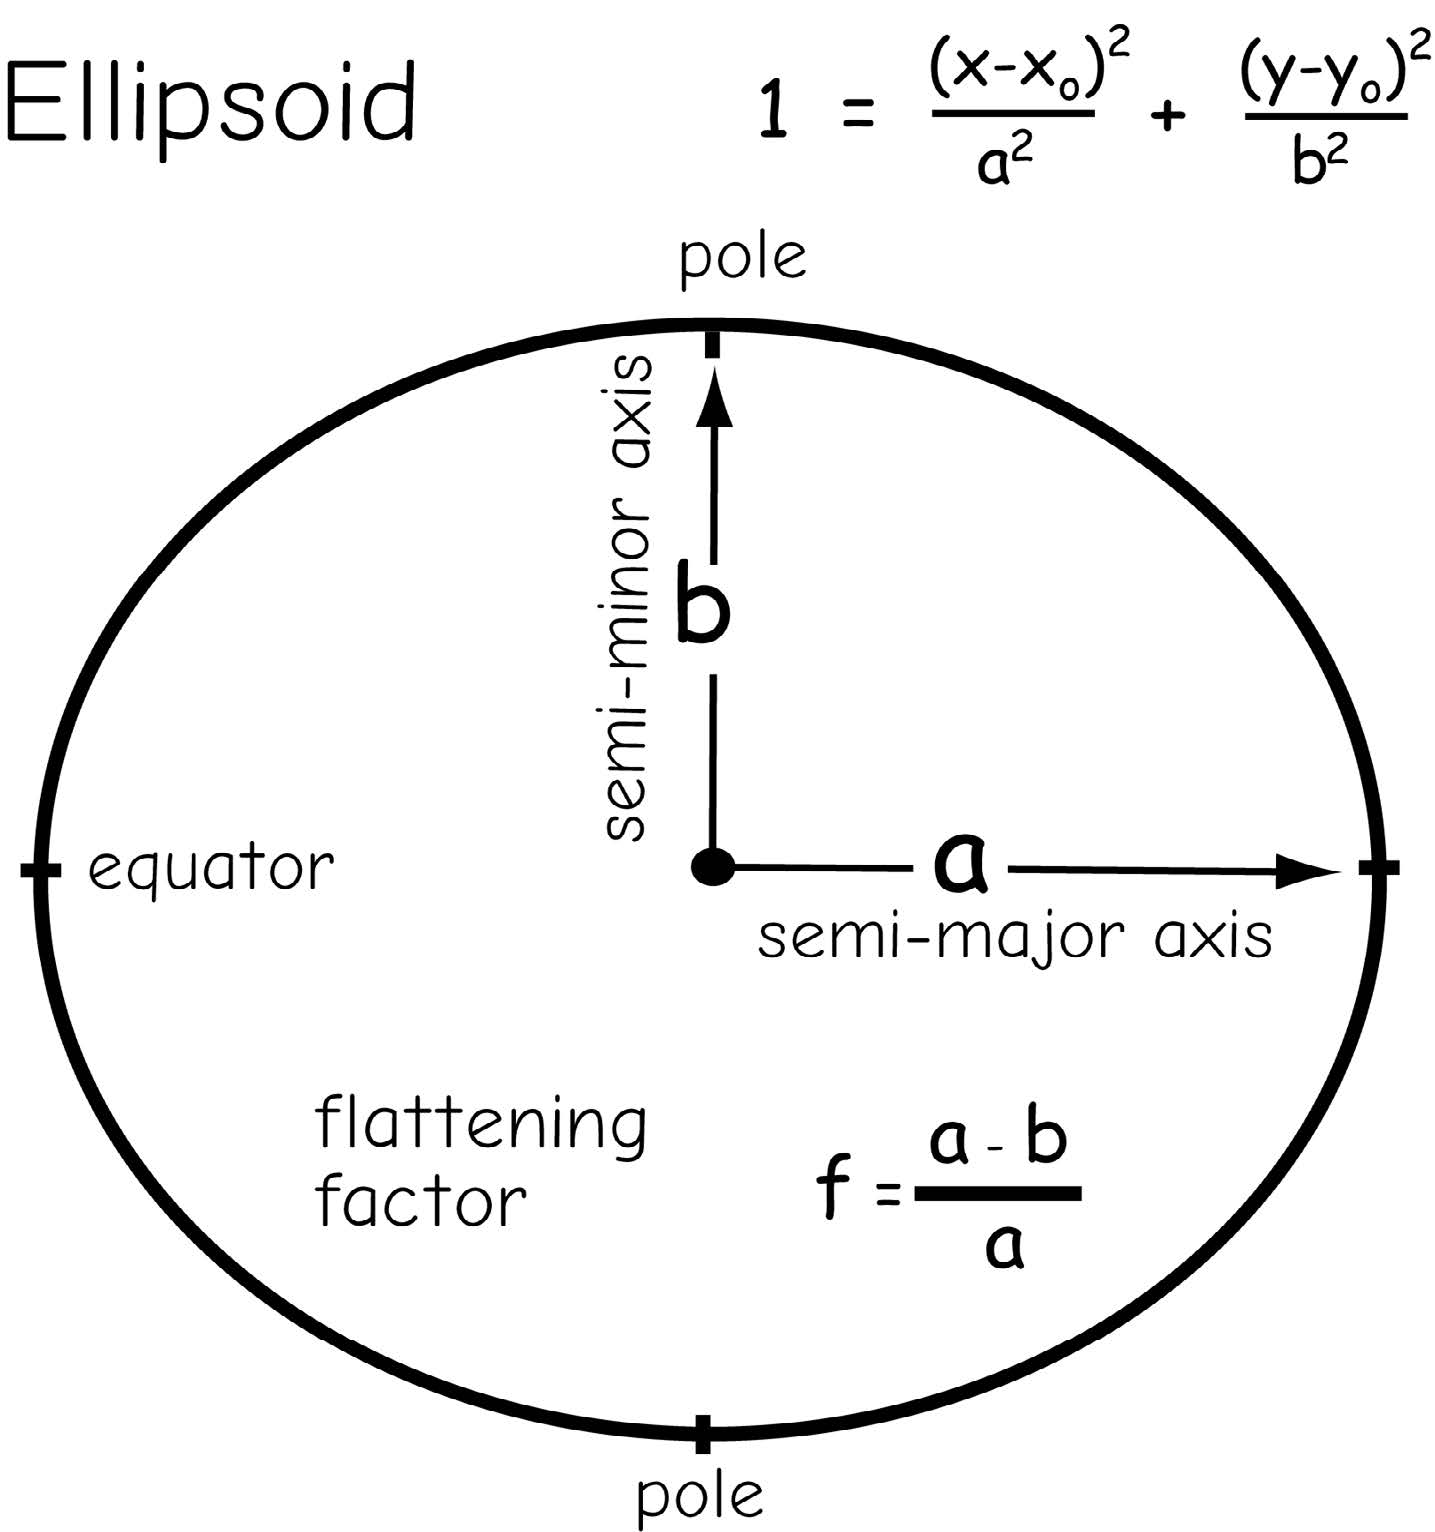 Ellipsoid
1 = (x-x₀)² / a² + (y-y₀)² / b²
pole
semi-minor axis
b
equator
a
semi-major axis
flattening
factor
f = a - b / a
pole